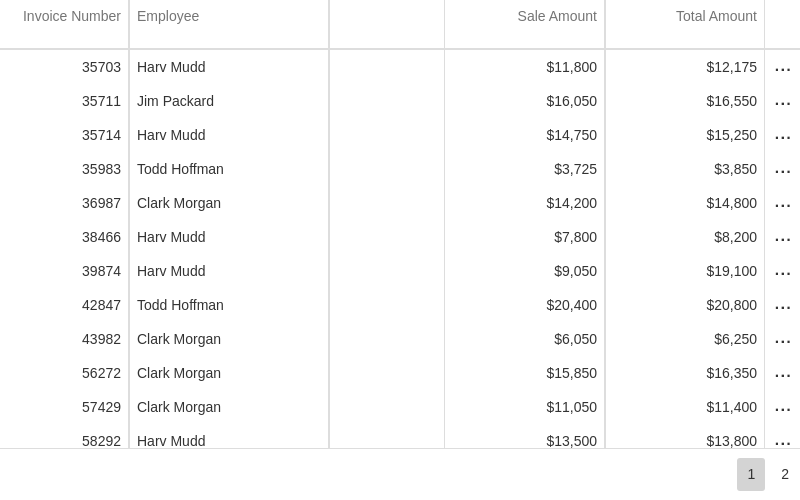 Invoice Number Employee Sale Amount Total Amount
35703 Harv Mudd $11,800 $12,175 ...
35711 Jim Packard $16,050 $16,550 ...
35714 Harv Mudd $14,750 $15,250 ...
35983 Todd Hoffman $3,725 $3,850 ...
36987 Clark Morgan $14,200 $14,800 ...
38466 Harv Mudd $7,800 $8,200 ...
39874 Harv Mudd $9,050 $19,100 ...
42847 Todd Hoffman $20,400 $20,800 ...
43982 Clark Morgan $6,050 $6,250 ...
56272 Clark Morgan $15,850 $16,350 ...
57429 Clark Morgan $11,050 $11,400 ...
58292 Harv Mudd $13,500 $13,800 ...
1 2